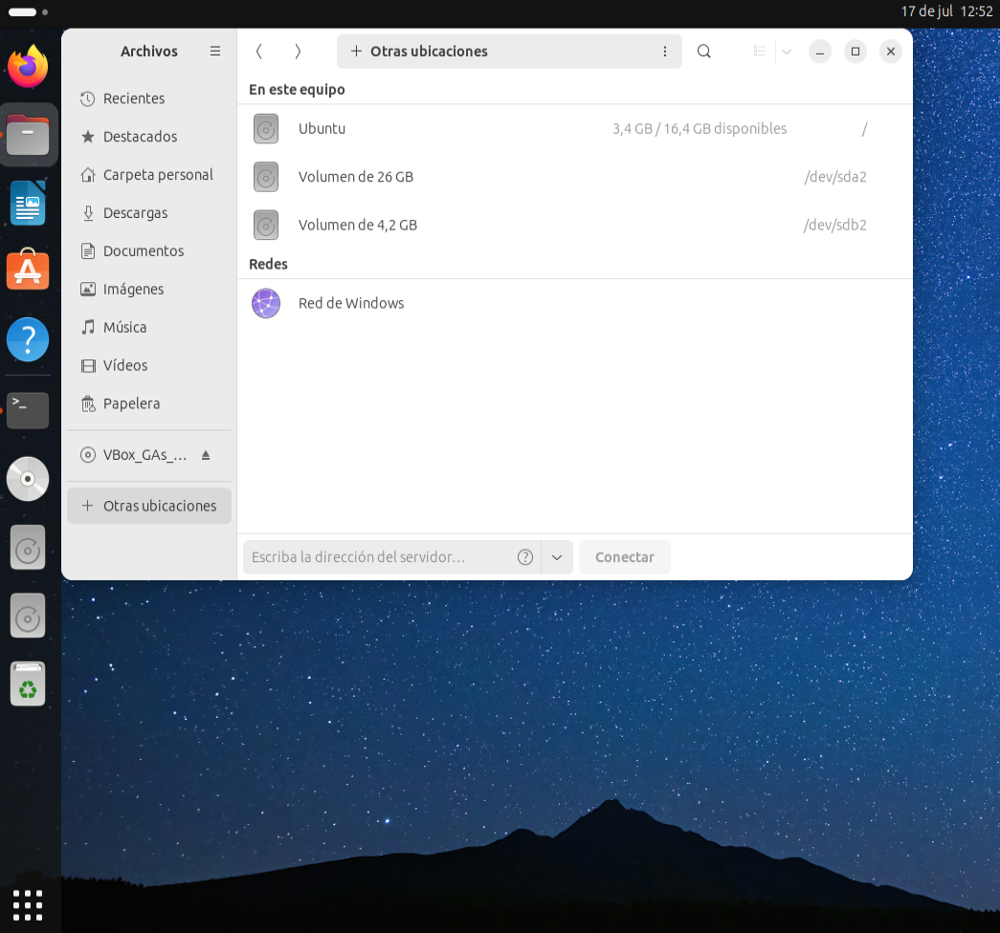 17 de jul 12:52
Archivos
Otras ubicaciones
Recientes
Destacados
Carpeta personal
Descargas
Documentos
Imágenes
Música
Vídeos
Papelera
VBox_GAs_...
Otras ubicaciones
En este equipo
Ubuntu 3,4 GB / 16,4 GB disponibles /
Volumen de 26 GB /dev/sda2
Volumen de 4,2 GB /dev/sdb2
Redes
Red de Windows
Escriba la dirección del servidor…
Conectar